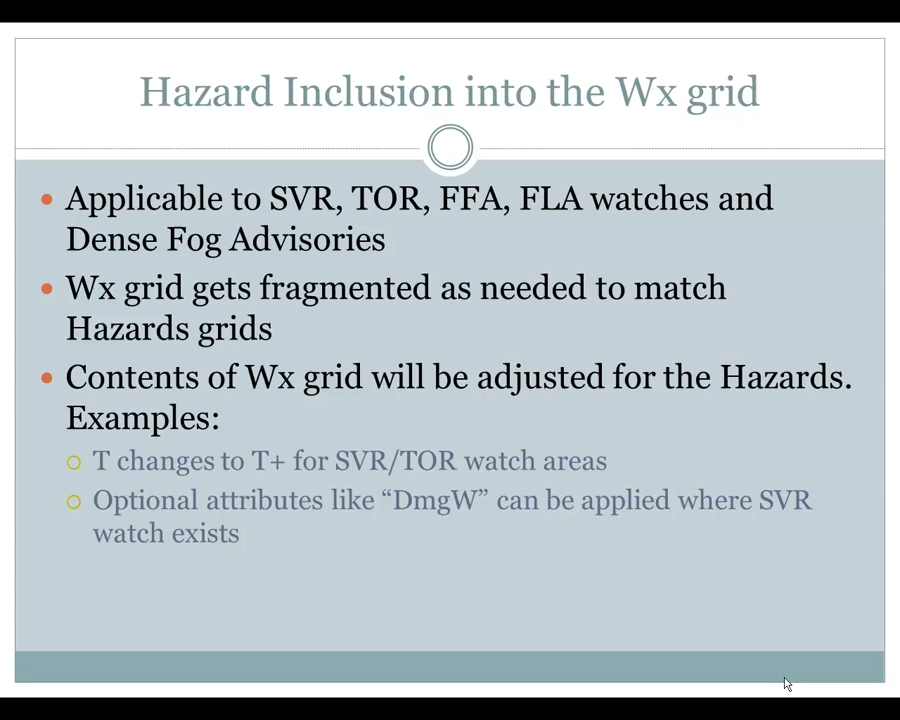 Hazard Inclusion into the Wx grid
Applicable to SVR, TOR, FFA, FLA watches and
Dense Fog Advisories
Wx grid gets fragmented as needed to match
Hazards grids
Contents of Wx grid will be adjusted for the Hazards.
Examples:
T changes to T+ for SVR/TOR watch areas
Optional attributes like “DmgW” can be applied where SVR
watch exists